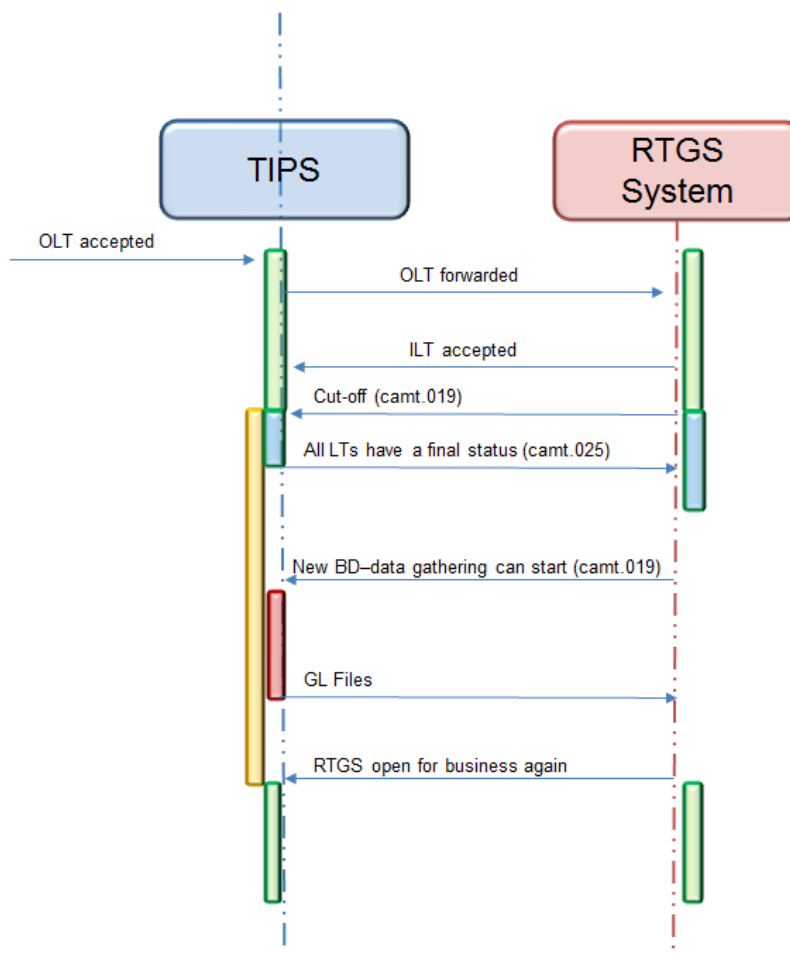 TIPS
RTGS
System
OLT accepted
OLT forwarded
ILT accepted
Cut-off (camt.019)
All LTs have a final status (camt.025)
New BD–data gathering can start (camt.019)
GL Files
RTGS open for business again